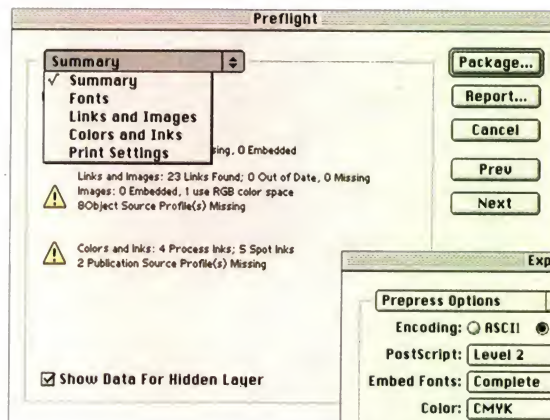 Preflight
Summary
Summary
Fonts
Links and Images
Colors and Inks
Print Settings
sing, 0 Embedded
Links and Images: 23 Links Found; 0 Out of Date, 0 Missing
Images: 0 Embedded, 1 use RGB color space
8Object Source Profile(s) Missing
Colors and Inks: 4 Process Inks; 5 Spot Inks
2 Publication Source Profile(s) Missing
Show Data For Hidden Layer
Package...
Report...
Cancel
Prev
Next
Exp
Prepress Options
Encoding: ASCII
PostScript: Level 2
Embed Fonts: Complete
Color: CMYK